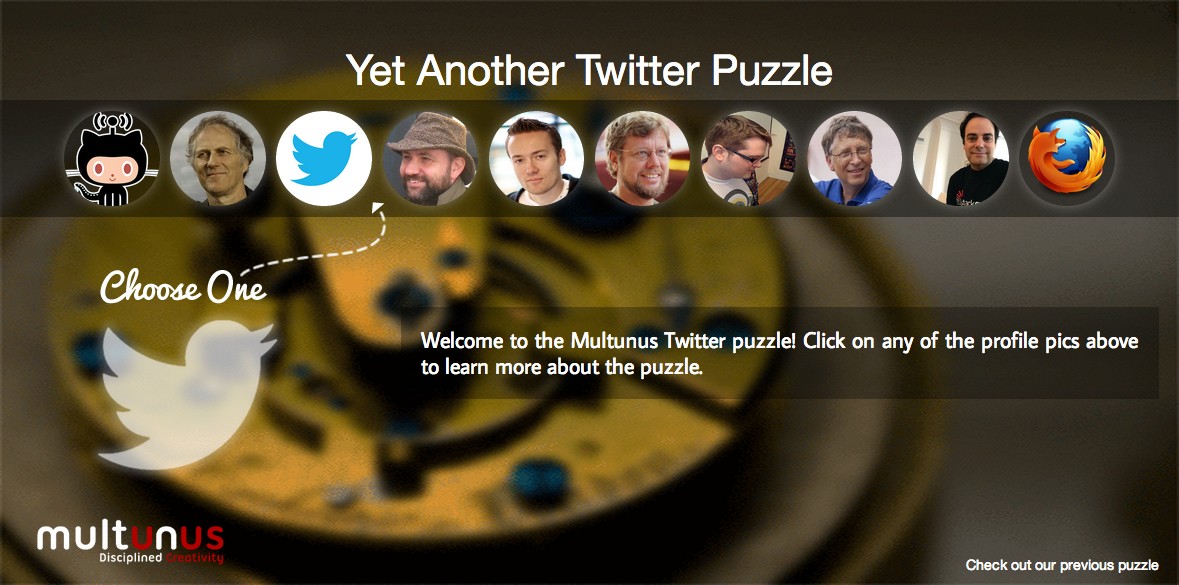 Yet Another Twitter Puzzle
Choose One
Welcome to the Multunus Twitter puzzle! Click on any of the profile pics above
to learn more about the puzzle.
multunus
Disciplined Creativity
Check out our previous puzzle